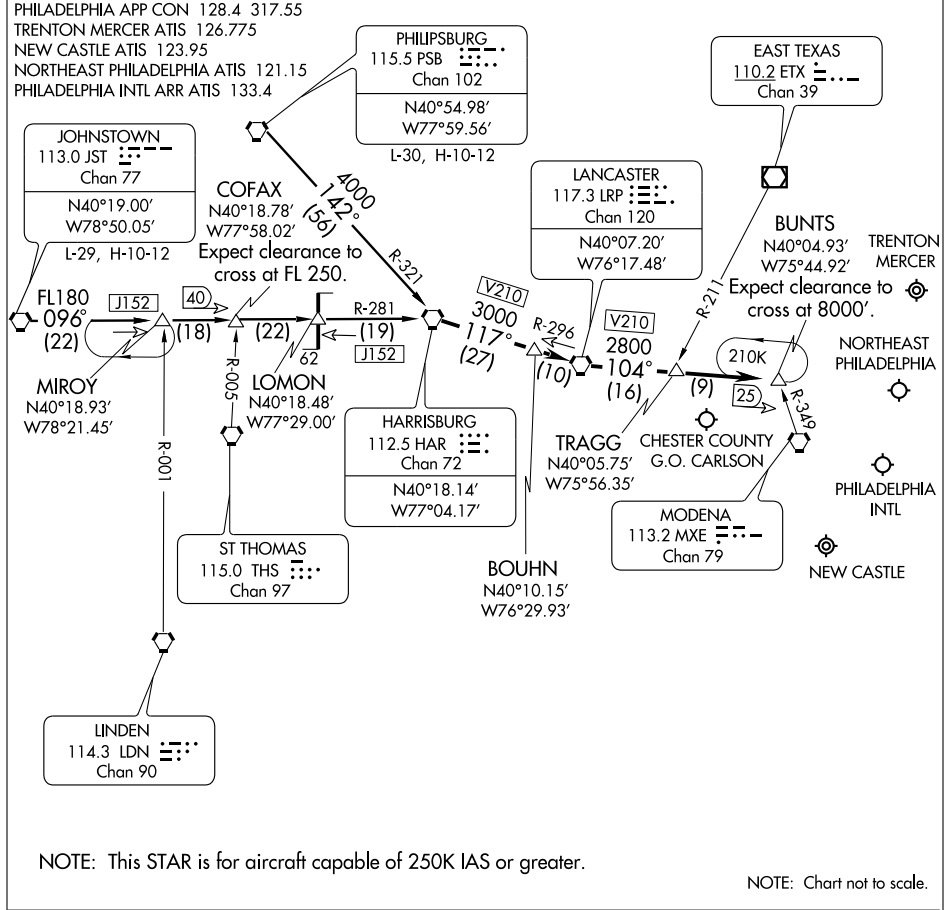 PHILADELPHIA APP CON 128.4 317.55
TRENTON MERCER ATIS 126.775
NEW CASTLE ATIS 123.95
NORTHEAST PHILADELPHIA ATIS 121.15
PHILADELPHIA INTL ARR ATIS 133.4
PHILIPSBURG
115.5 PSB
Chan 102
N40°54.98'
W77°59.56'
L-30, H-10-12
EAST TEXAS
110.2 ETX
Chan 39
JOHNSTOWN
113.0 JST
Chan 77
N40°19.00'
W78°50.05'
L-29, H-10-12
COFAX
N40°18.78'
W77°58.02'
Expect clearance to
cross at FL 250.
4000
142°
(56)
R-321
LANCASTER
117.3 LRP
Chan 120
N40°07.20'
W76°17.48'
BUNTS
N40°04.93'
W75°44.92'
Expect clearance to
cross at 8000'.
TRENTON
MERCER
R-211
FL180
096°
(22)
J152
40
(18)
(22)
R-281
(19)
J152
62
V210
3000
117°
(27)
R-296
(10)
V210
2800
104°
(16)
(9)
210K
25
R-349
NORTHEAST
PHILADELPHIA
MIROY
N40°18.93'
W78°21.45'
R-001
R-005
LOMON
N40°18.48'
W77°29.00'
HARRISBURG
112.5 HAR
Chan 72
N40°18.14'
W77°04.17'
TRAGG
N40°05.75'
W75°56.35'
CHESTER COUNTY
G.O. CARLSON
PHILADELPHIA
INTL
MODENA
113.2 MXE
Chan 79
NEW CASTLE
ST THOMAS
115.0 THS
Chan 97
BOUHN
N40°10.15'
W76°29.93'
LINDEN
114.3 LDN
Chan 90
NOTE: This STAR is for aircraft capable of 250K IAS or greater.
NOTE: Chart not to scale.